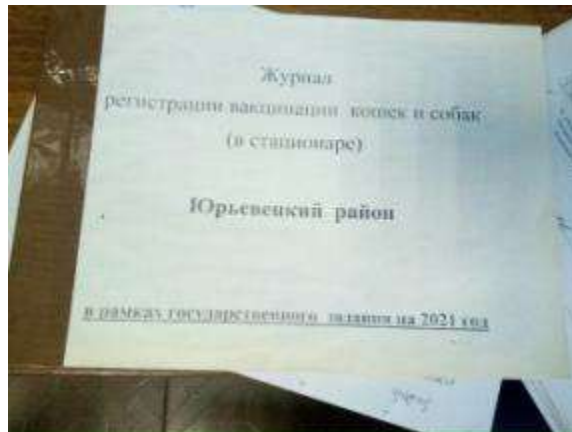 Журнал
регистрации вакцинации кошек и собак
(в стационаре)
Юрьевецкий район
в рамках государственного задания на 2021 год